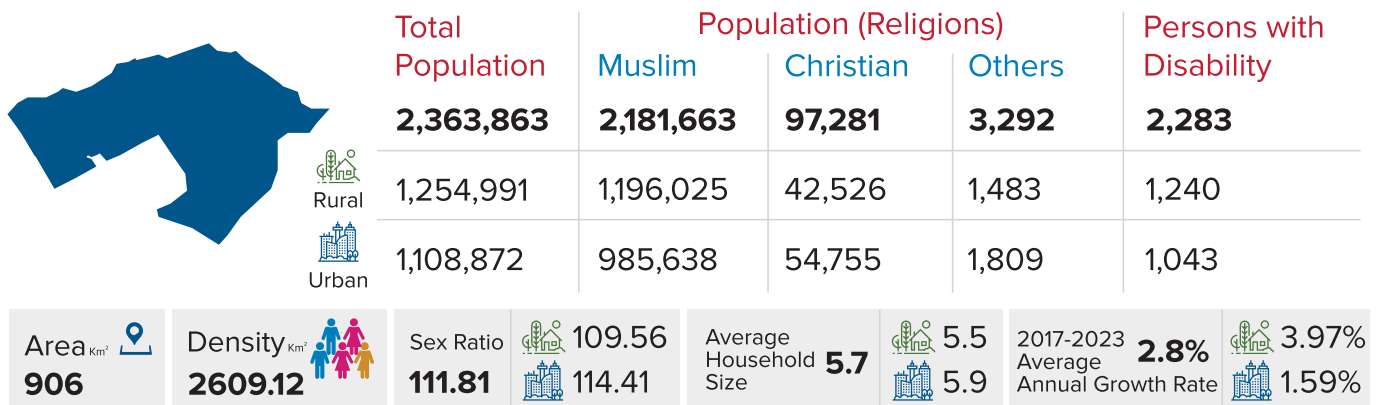 Total Population
Population (Religions)
Persons with Disability
Muslim
Christian
Others
2,363,863 2,181,663 97,281 3,292 2,283
Rural
1,254,991 1,196,025 42,526 1,483 1,240
Urban
1,108,872 985,638 54,755 1,809 1,043
Area Km²
906
Density Km²
2609.12
Sex Ratio
111.81
109.56
114.41
Average
Household
Size
5.7
5.5
5.9
2017-2023
Average
Annual Growth Rate
2.8%
3.97%
1.59%